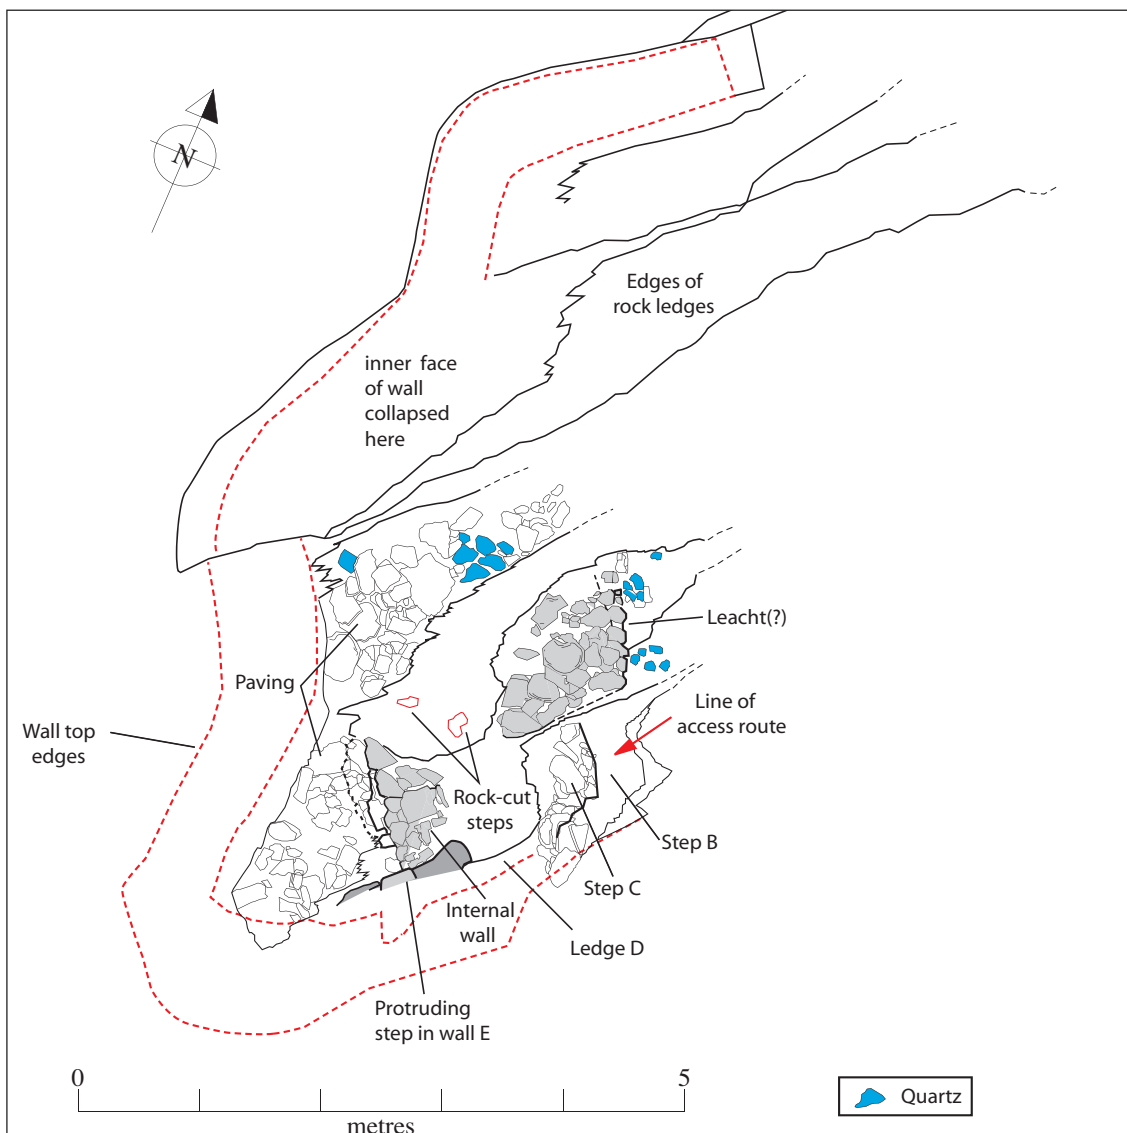 N
Edges of
rock ledges
inner face
of wall
collapsed
here
Leacht(?)
Paving
Line of
access route
Wall top
edges
Rock-cut
steps
Step B
Step C
Internal
wall
Ledge D
Protruding
step in wall E
0
5
metres
Quartz